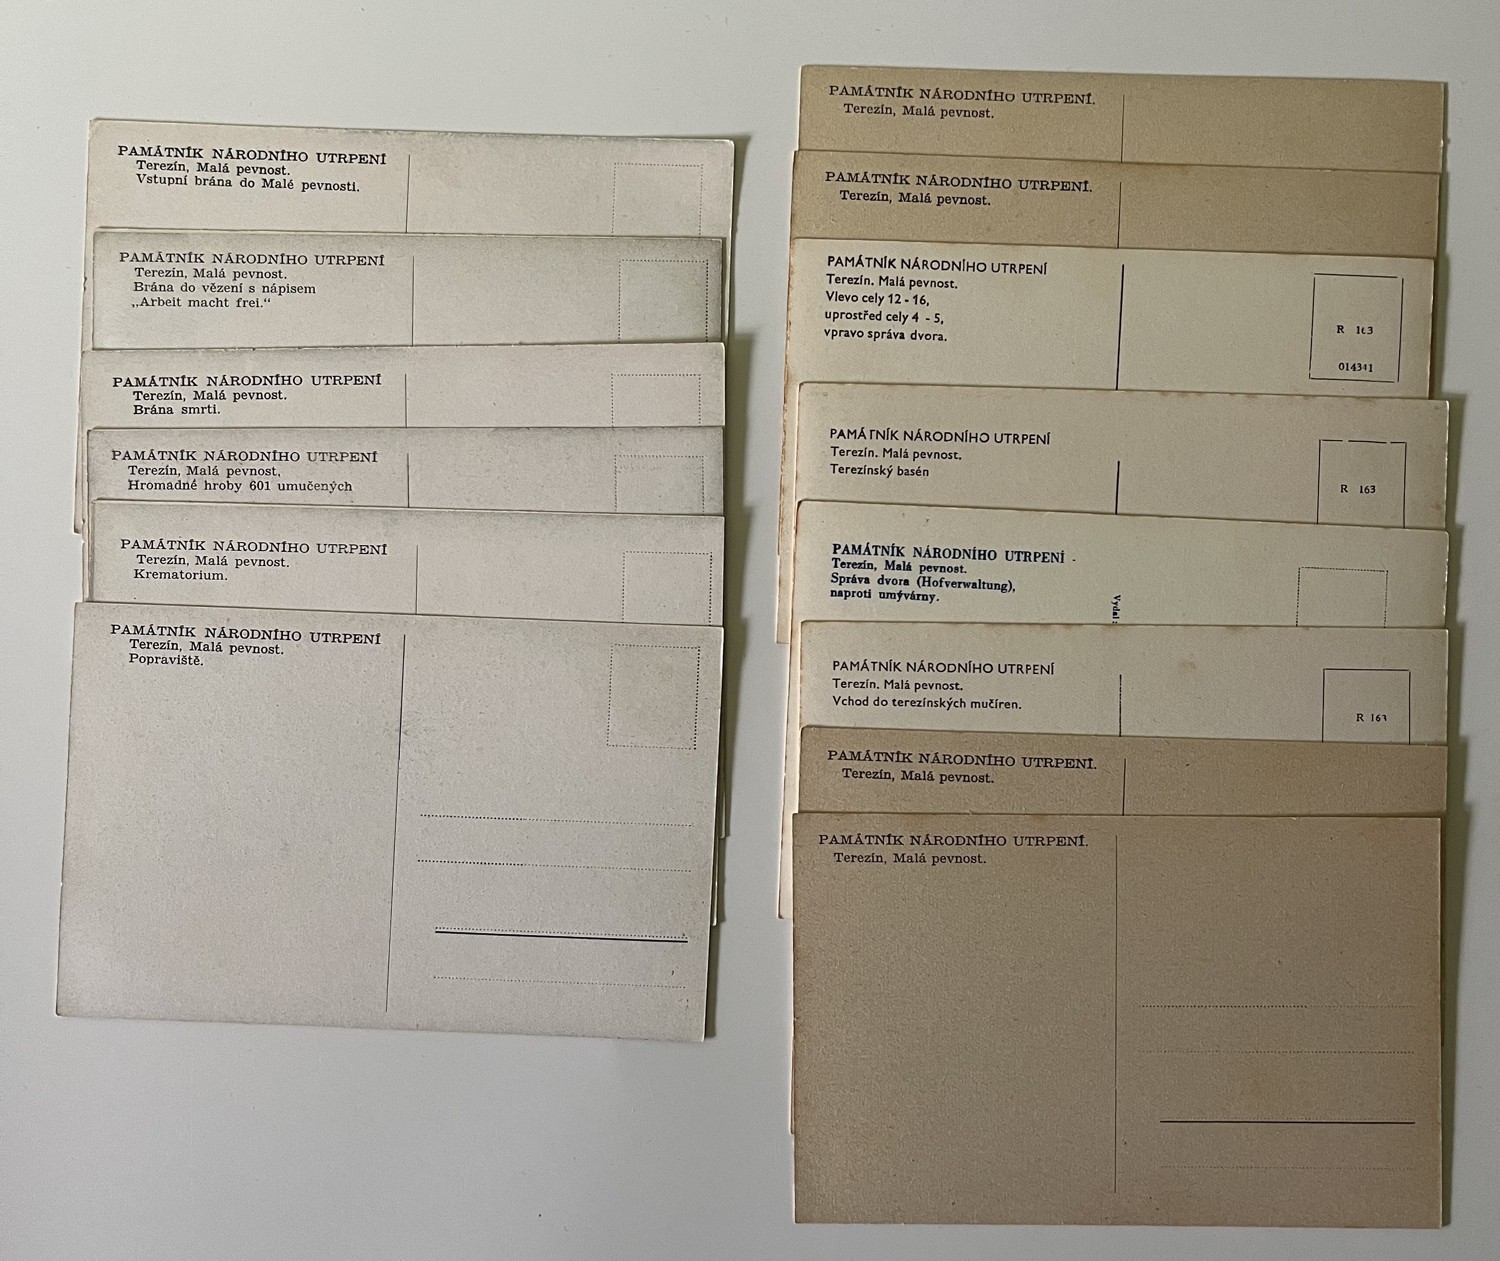 PAMÁTNÍK NÁRODNÍHO UTRPENÍ
Terezín, Malá pevnost.
Vstupní brána do Malé pevnosti.
PAMÁTNÍK NÁRODNÍHO UTRPENÍ
Terezín, Malá pevnost.
Brána do vězení s nápisem
„Arbeit macht frei.“
PAMÁTNÍK NÁRODNÍHO UTRPENÍ
Terezín, Malá pevnost.
Brána smrti.
PAMÁTNÍK NÁRODNÍHO UTRPENÍ
Terezín, Malá pevnost.
Hromadné hroby 601 umučených
PAMÁTNÍK NÁRODNÍHO UTRPENÍ
Terezín, Malá pevnost.
Krematorium.
PAMÁTNÍK NÁRODNÍHO UTRPENÍ
Terezín, Malá pevnost.
Popraviště.
PAMÁTNÍK NÁRODNÍHO UTRPENÍ.
Terezín, Malá pevnost.
PAMÁTNÍK NÁRODNÍHO UTRPENÍ.
Terezín, Malá pevnost.
PAMÁTNÍK NÁRODNÍHO UTRPENÍ
Terezín. Malá pevnost.
Vlevo cely 12 - 16,
uprostřed cely 4 - 5,
vpravo správa dvora.
R 163
014341
PAMÁTNÍK NÁRODNÍHO UTRPENÍ
Terezín. Malá pevnost.
Terezínský basén
R 163
PAMÁTNÍK NÁRODNÍHO UTRPENÍ -
Terezín, Malá pevnost.
Správa dvora (Hofverwaltung),
naproti umývárny.
Vydal:
PAMÁTNÍK NÁRODNÍHO UTRPENÍ
Terezín. Malá pevnost.
Vchod do terezínských mučíren.
R 163
PAMÁTNÍK NÁRODNÍHO UTRPENÍ.
Terezín, Malá pevnost.
PAMÁTNÍK NÁRODNÍHO UTRPENÍ.
Terezín, Malá pevnost.